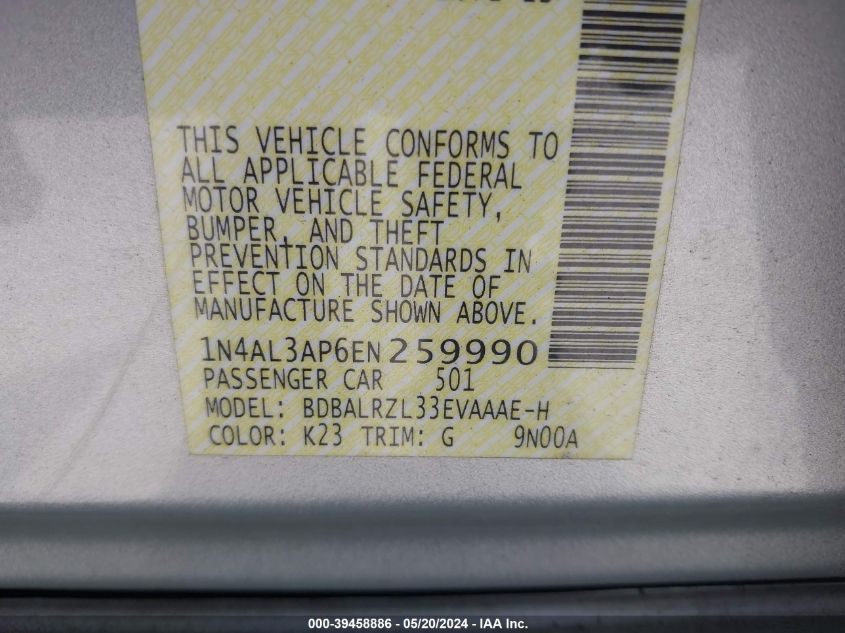 THIS VEHICLE CONFORMS TO
ALL APPLICABLE FEDERAL
MOTOR VEHICLE SAFETY,
BUMPER, AND THEFT
PREVENTION STANDARDS IN
EFFECT ON THE DATE OF
MANUFACTURE SHOWN ABOVE.
1N4AL3AP6EN259990
PASSENGER CAR 501
MODEL: BDBALRZL33EVAAAE-H
COLOR: K23 TRIM: G 9N00A
000-39458886 - 05/20/2024 - IAA Inc.